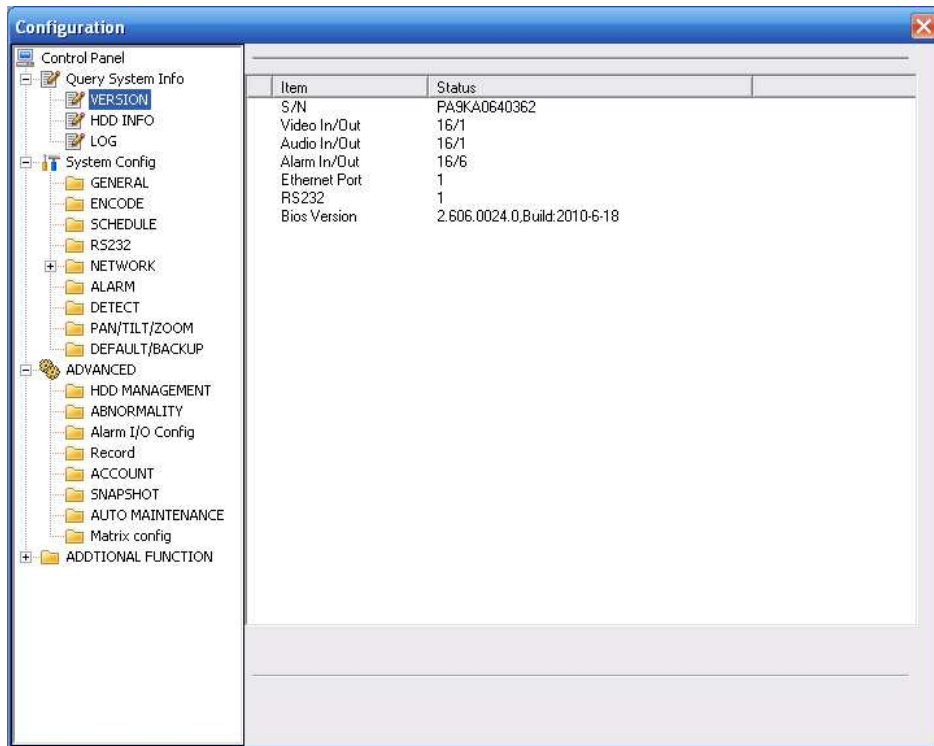 Configuration
Control Panel
Query System Info
VERSION
HDD INFO
LOG
System Config
GENERAL
ENCODE
SCHEDULE
RS232
NETWORK
ALARM
DETECT
PAN/TILT/ZOOM
DEFAULT/BACKUP
ADVANCED
HDD MANAGEMENT
ABNORMALITY
Alarm I/O Config
Record
ACCOUNT
SNAPSHOT
AUTO MAINTENANCE
Matrix config
ADDTIONAL FUNCTION
Item Status
S/N PA9KA0640362
Video In/Out 16/1
Audio In/Out 16/1
Alarm In/Out 16/6
Ethernet Port 1
RS232 1
Bios Version 2.606.0024.0,Build:2010-6-18